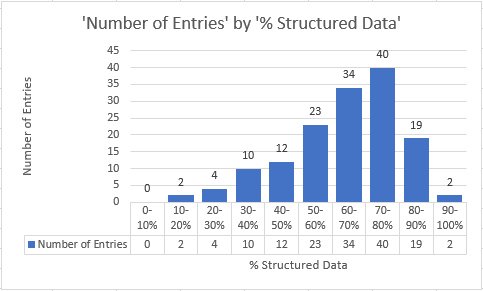 'Number of Entries' by '% Structured Data'
Number of Entries
45
40
35
30
25
20
15
10
5
0
0 2 4 10 12 23 34 40 19 2
0- 10- 20- 30- 40- 50- 60- 70- 80- 90-
10% 20% 30% 40% 50% 60% 70% 80% 90% 100%
Number of Entries 0 2 4 10 12 23 34 40 19 2
% Structured Data